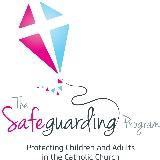 The
Safeguarding Program
Protecting Children and Adults
in the Catholic Church